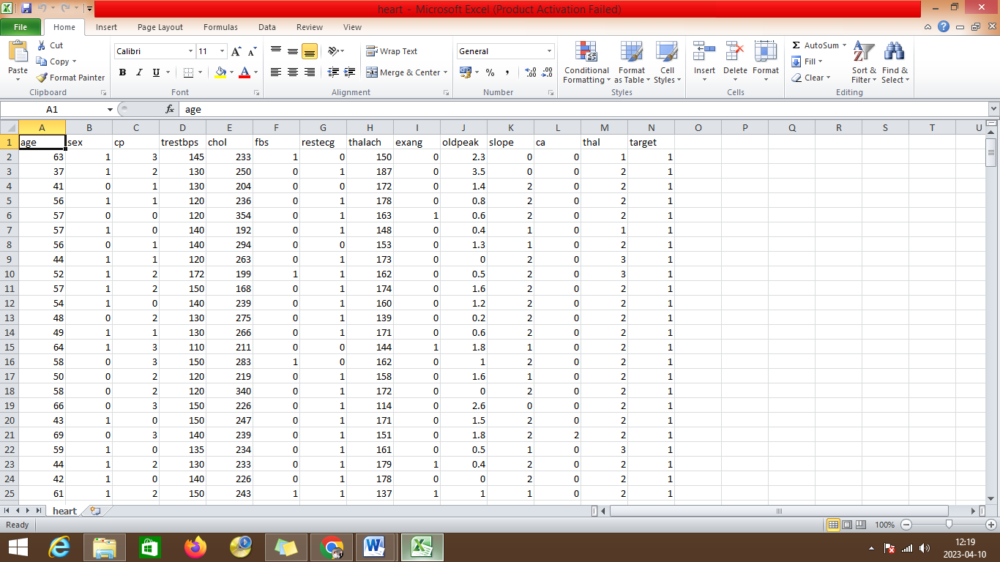 heart - Microsoft Excel (Product Activation Failed)
File Home Insert Page Layout Formulas Data Review View
Cut
Copy
Format Painter
Paste
Clipboard
Calibri 11
B I U A
Font
Wrap Text
Merge & Center
Alignment
General
% ,
Number
Conditional Formatting
Format as Table
Cell Styles
Styles
Insert Delete Format
Cells
Σ AutoSum
Fill
Clear
Sort & Filter
Find & Select
Editing
A1 fx age
A B C D E F G H I J K L M N O P Q R S T U
1 age sex cp trestbps chol fbs restecg thalach exang oldpeak slope ca thal target
2 63 1 3 145 233 1 0 150 0 2.3 0 0 1 1
3 37 1 2 130 250 0 1 187 0 3.5 0 0 2 1
4 41 0 1 130 204 0 0 172 0 1.4 2 0 2 1
5 56 1 1 120 236 0 1 178 0 0.8 2 0 2 1
6 57 0 0 120 354 0 1 163 1 0.6 2 0 2 1
7 57 1 0 140 192 0 1 148 0 0.4 1 0 1 1
8 56 0 1 140 294 0 0 153 0 1.3 1 0 2 1
9 44 1 1 120 263 0 1 173 0 0 2 0 3 1
10 52 1 2 172 199 1 1 162 0 0.5 2 0 3 1
11 57 1 2 150 168 0 1 174 0 1.6 2 0 2 1
12 54 1 0 140 239 0 1 160 0 1.2 2 0 2 1
13 48 0 2 130 275 0 1 139 0 0.2 2 0 2 1
14 49 1 1 130 266 0 1 171 0 0.6 2 0 2 1
15 64 1 3 110 211 0 0 144 1 1.8 1 0 2 1
16 58 0 3 150 283 1 0 162 0 1 2 0 2 1
17 50 0 2 120 219 0 1 158 0 1.6 1 0 2 1
18 58 0 2 120 340 0 1 172 0 0 2 0 2 1
19 66 0 3 150 226 0 1 114 0 2.6 0 0 2 1
20 43 1 0 150 247 0 1 171 0 1.5 2 0 2 1
21 69 0 3 140 239 0 1 151 0 1.8 2 2 2 1
22 59 1 0 135 234 0 1 161 0 0.5 1 0 3 1
23 44 1 2 130 233 0 1 179 1 0.4 2 0 2 1
24 42 1 0 140 226 0 1 178 0 0 2 0 2 1
25 61 1 2 150 243 1 1 137 1 1 1 0 2 1
heart
Ready 100%
12:19
2023-04-10